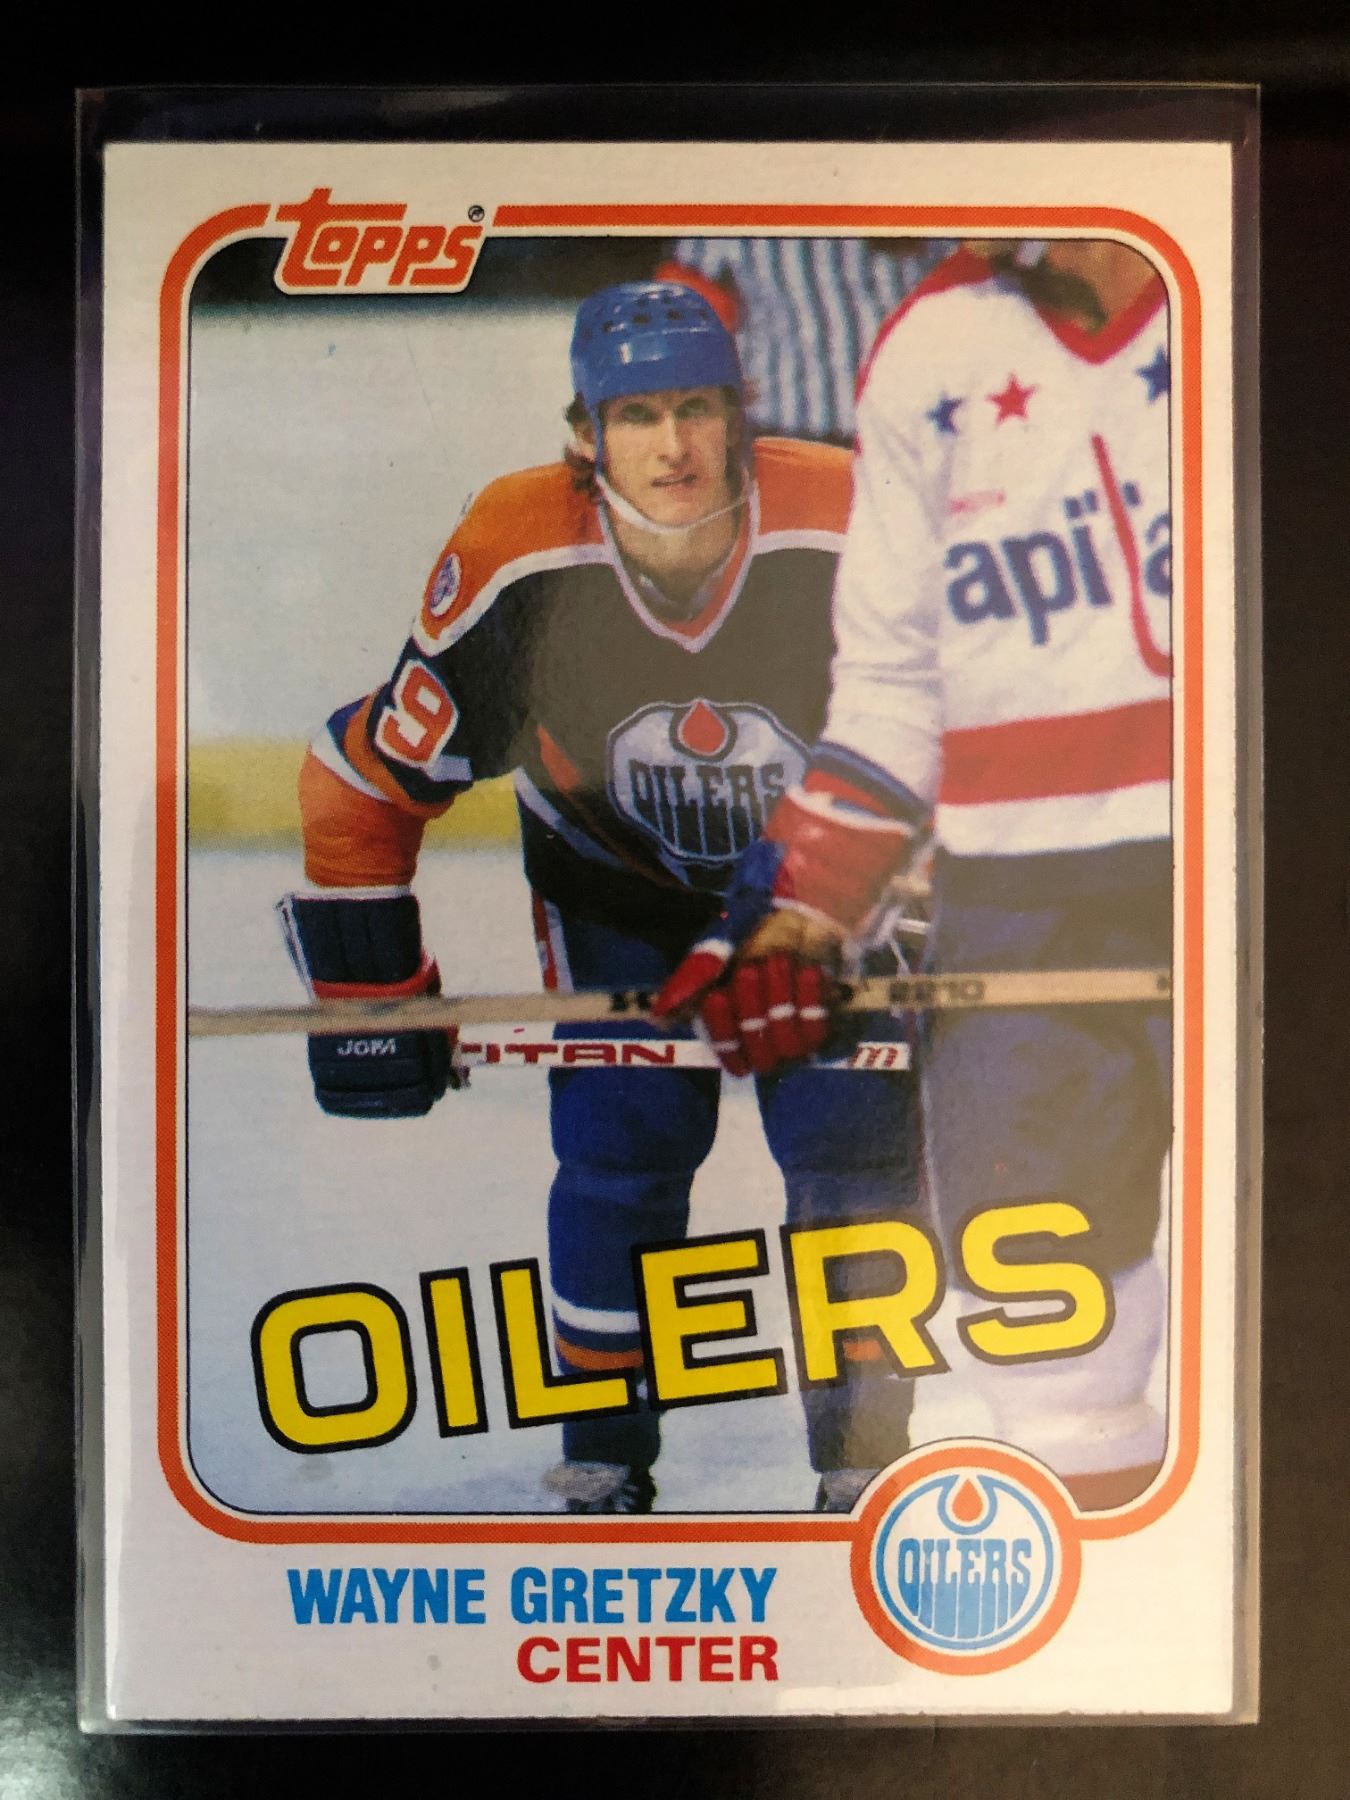 topps®
9
apita
OILERS
2210
JOFA
TITAN
OILERS
OILERS
WAYNE GRETZKY
CENTER